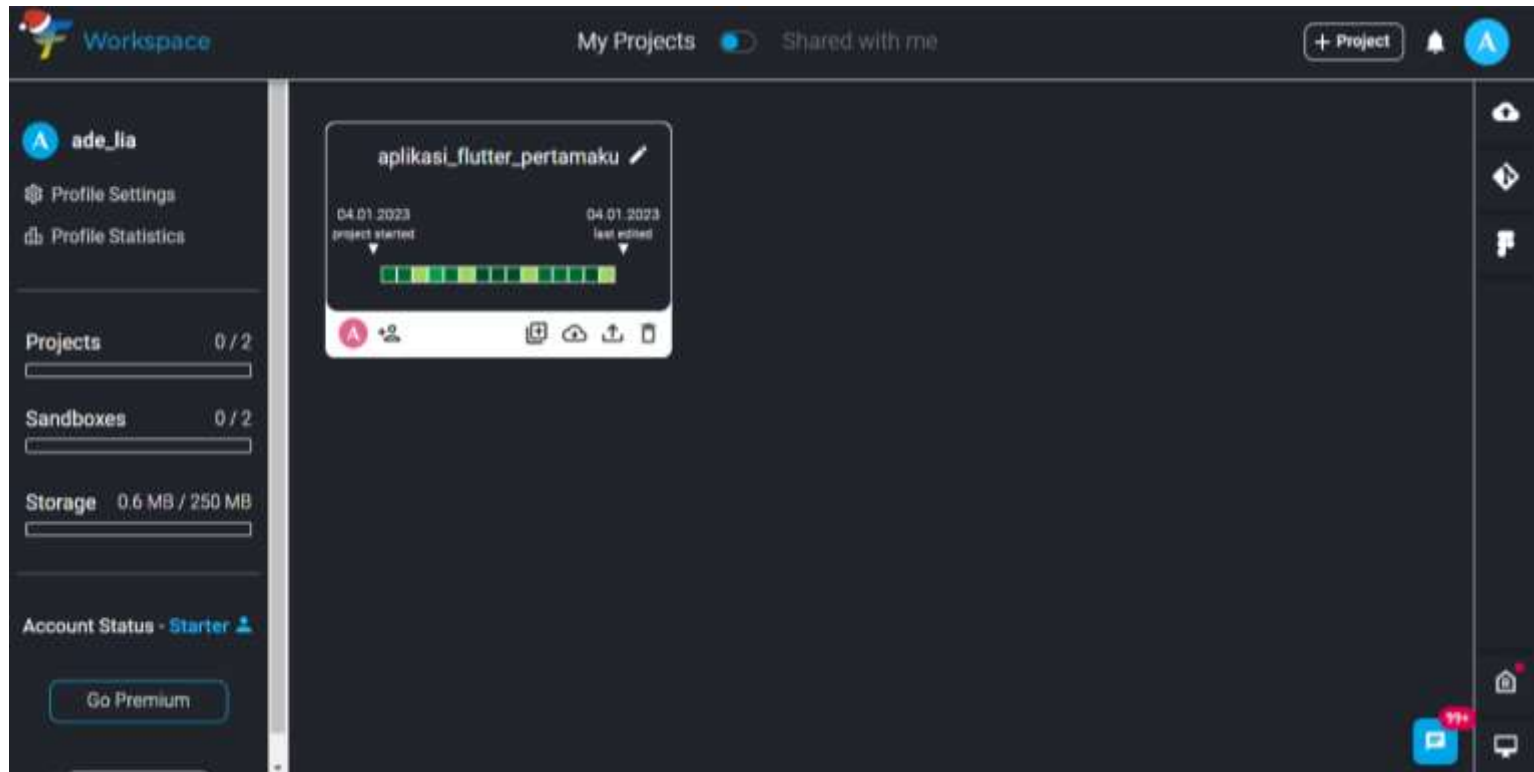 Workspace
My Projects Shared with me
+ Project
A
A ade_lia
Profile Settings
Profile Statistics
Projects 0 / 2
Sandboxes 0 / 2
Storage 0.6 MB / 250 MB
Account Status - Starter
Go Premium
aplikasi_flutter_pertamaku
04.01.2023 04.01.2023
project started last edited
A
99+